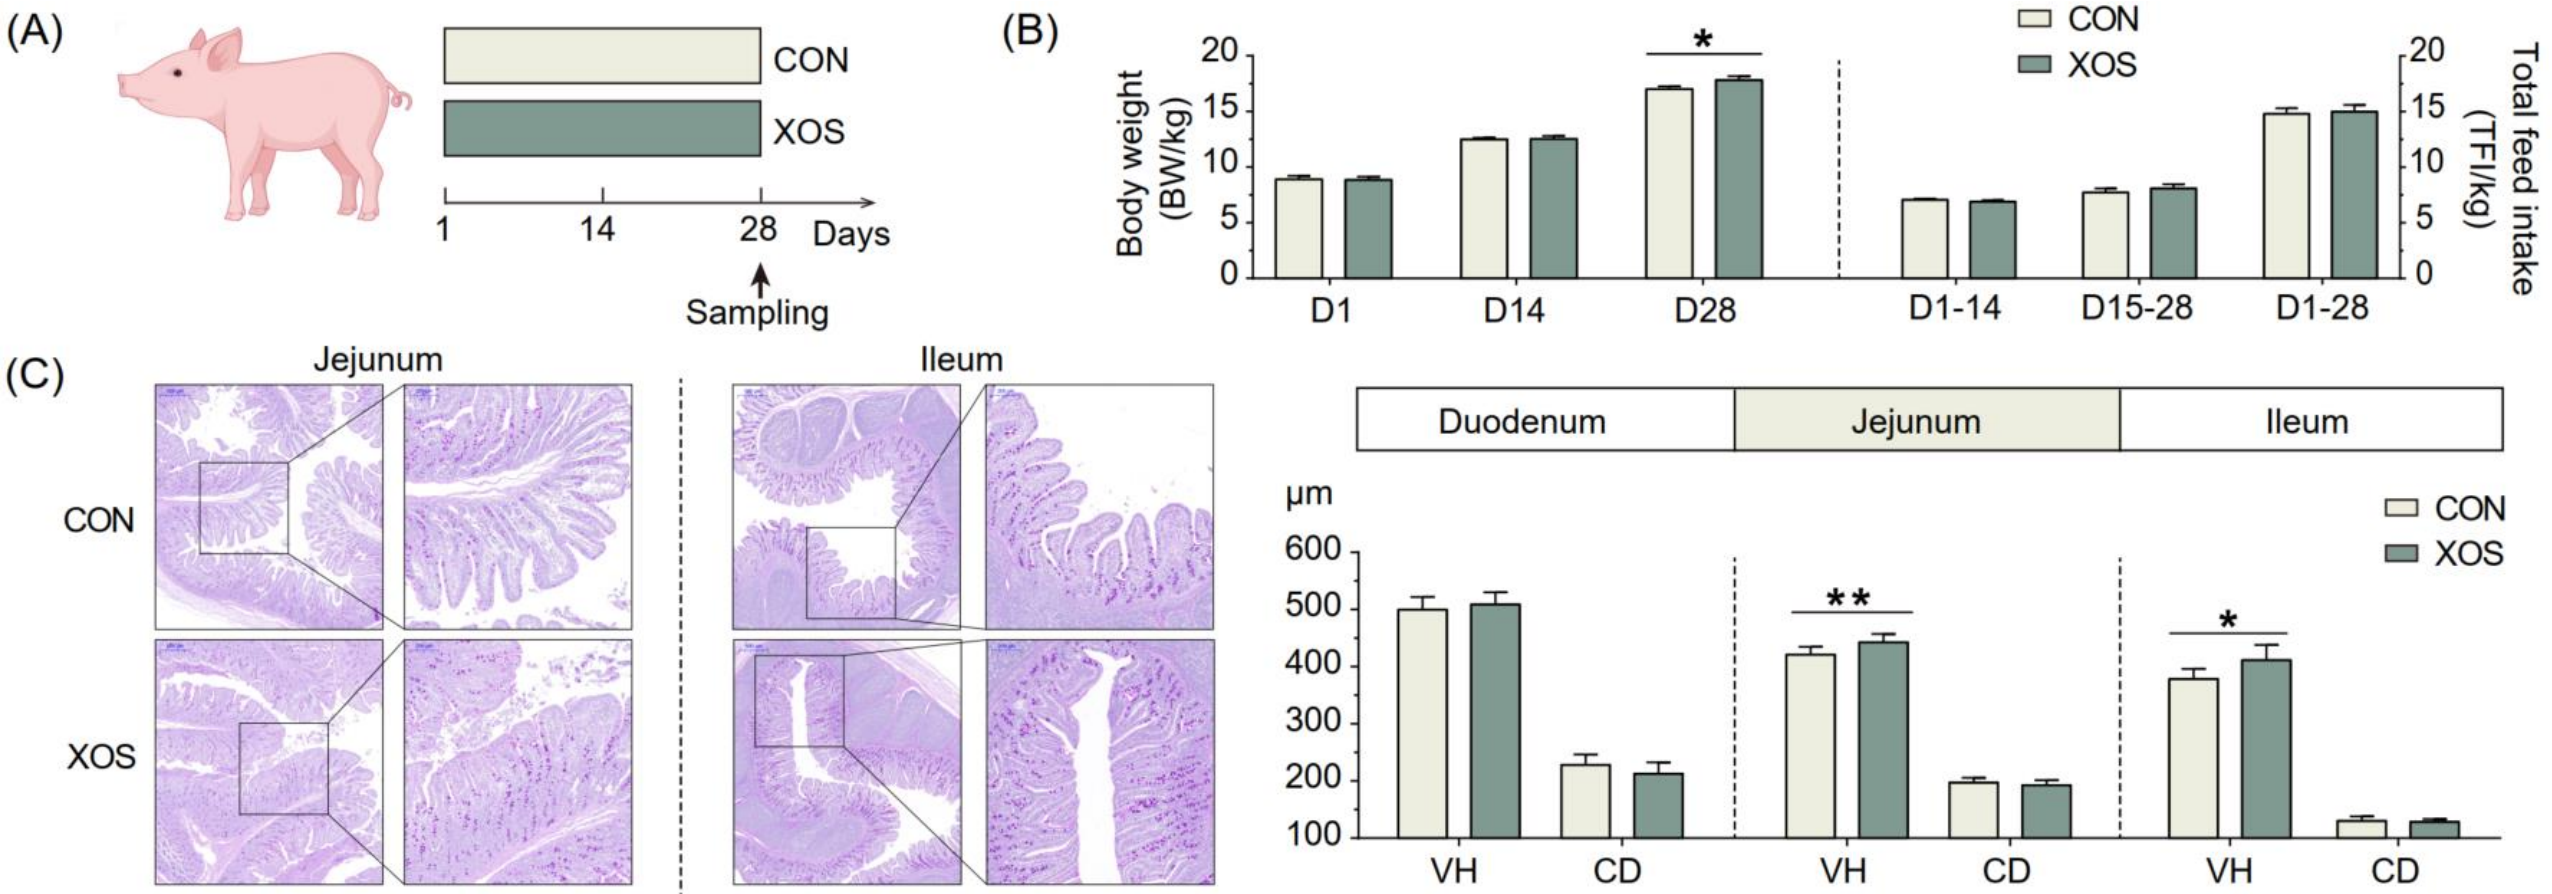 (A)
CON
XOS
1 14 28 Days
Sampling
(B)
CON
XOS
Body weight
(BW/kg)
20
15
10
5
0
*
D1 D14 D28
D1-14 D15-28 D1-28
20
15
10
5
0
Total feed intake
(TFI/kg)
(C)
Jejunum Ileum
CON
XOS
Duodenum Jejunum Ileum
µm
CON
XOS
600
500
400
300
200
100
**
*
VH CD VH CD VH CD